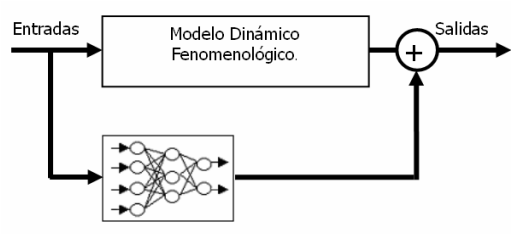 Entradas
Modelo Dinámico
Fenomenológico.
Salidas
+